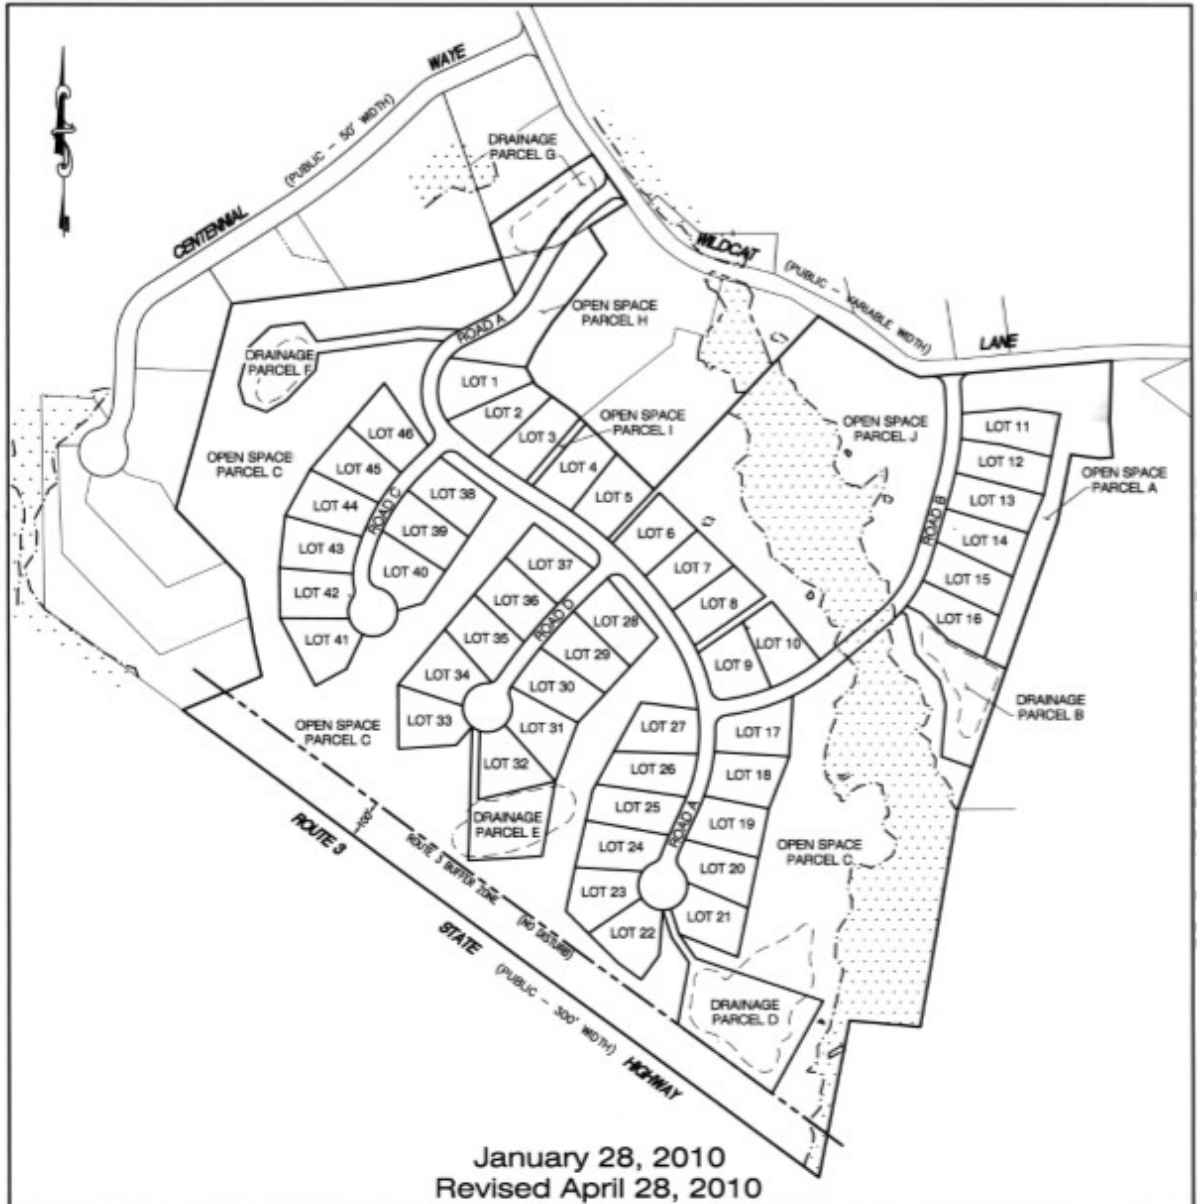 WAYE
(PUBLIC - 50' WIDTH)
CENTENNIAL
DRAINAGE
PARCEL G
WILDCAT
(PUBLIC - VARIABLE WIDTH)
LANE
OPEN SPACE
PARCEL H
ROAD A
DRAINAGE
PARCEL F
LOT 1
LOT 2
LOT 3
OPEN SPACE
PARCEL I
LOT 4
LOT 5
OPEN SPACE
PARCEL J
LOT 11
LOT 12
LOT 13
LOT 14
LOT 15
LOT 16
ROAD B
OPEN SPACE
PARCEL A
OPEN SPACE
PARCEL C
LOT 46
LOT 45
LOT 44
LOT 43
LOT 42
LOT 41
ROAD C
LOT 38
LOT 39
LOT 40
LOT 6
LOT 7
LOT 8
LOT 9
LOT 10
LOT 37
LOT 36
LOT 35
LOT 34
LOT 33
ROAD D
LOT 28
LOT 29
LOT 30
LOT 31
LOT 32
DRAINAGE
PARCEL B
OPEN SPACE
PARCEL C
LOT 27
LOT 26
LOT 25
LOT 24
LOT 23
LOT 22
ROAD A
LOT 17
LOT 18
LOT 19
LOT 20
LOT 21
DRAINAGE
PARCEL E
OPEN SPACE
PARCEL C
DRAINAGE
PARCEL D
100'
ROUTE 3 BUFFER ZONE
(NO DISTURB)
ROUTE 3
STATE
(PUBLIC - 300' WIDTH)
HIGHWAY
January 28, 2010
Revised April 28, 2010